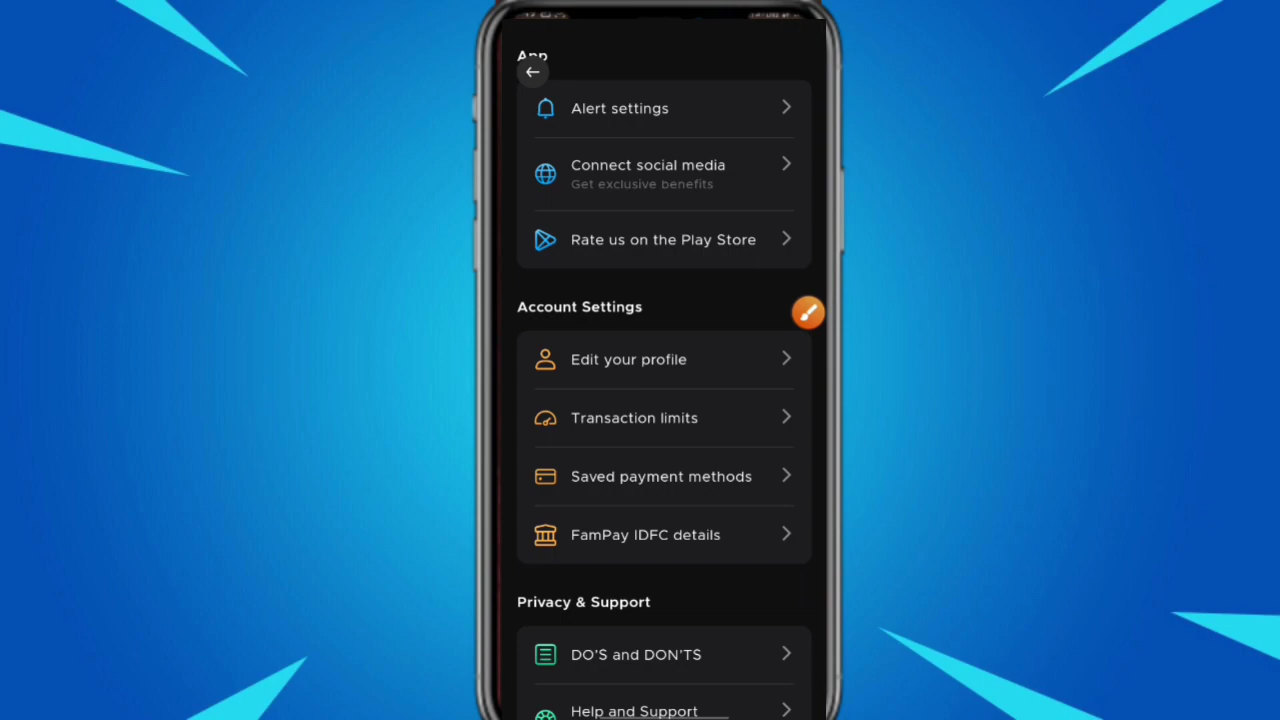 App
Alert settings
Connect social media
Get exclusive benefits
Rate us on the Play Store
Account Settings
Edit your profile
Transaction limits
Saved payment methods
FamPay IDFC details
Privacy & Support
DO'S and DON'TS
Help and Support